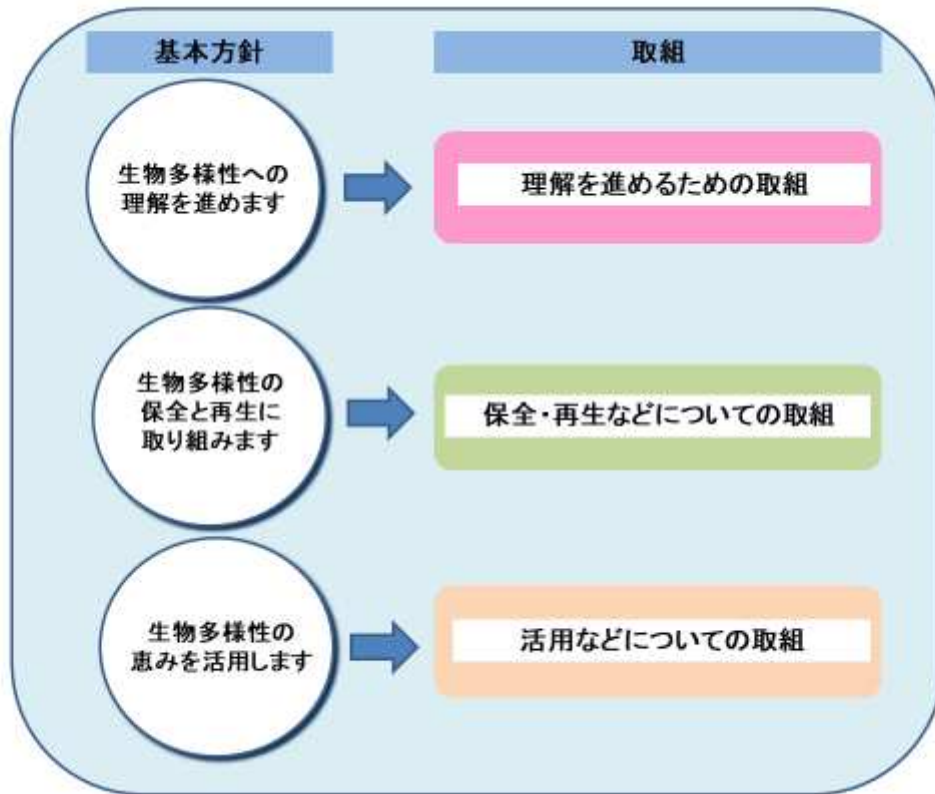 基本方針
取組
生物多様性への
理解を進めます
理解を進めるための取組
生物多様性の
保全と再生に
取り組みます
保全・再生などについての取組
生物多様性の
恵みを活用します
活用などについての取組